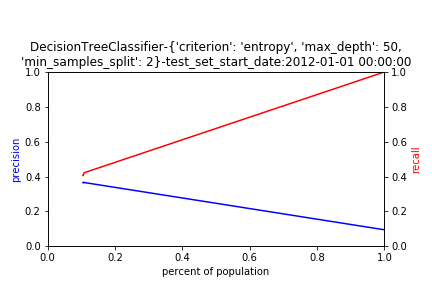 DecisionTreeClassifier-{'criterion': 'entropy', 'max_depth': 50,
'min_samples_split': 2}-test_set_start_date:2012-01-01 00:00:00
1.0
0.8
0.6
0.4
0.2
0.0
precision
1.0
0.8
0.6
0.4
0.2
0.0
recall
0.0 0.2 0.4 0.6 0.8 1.0
percent of population